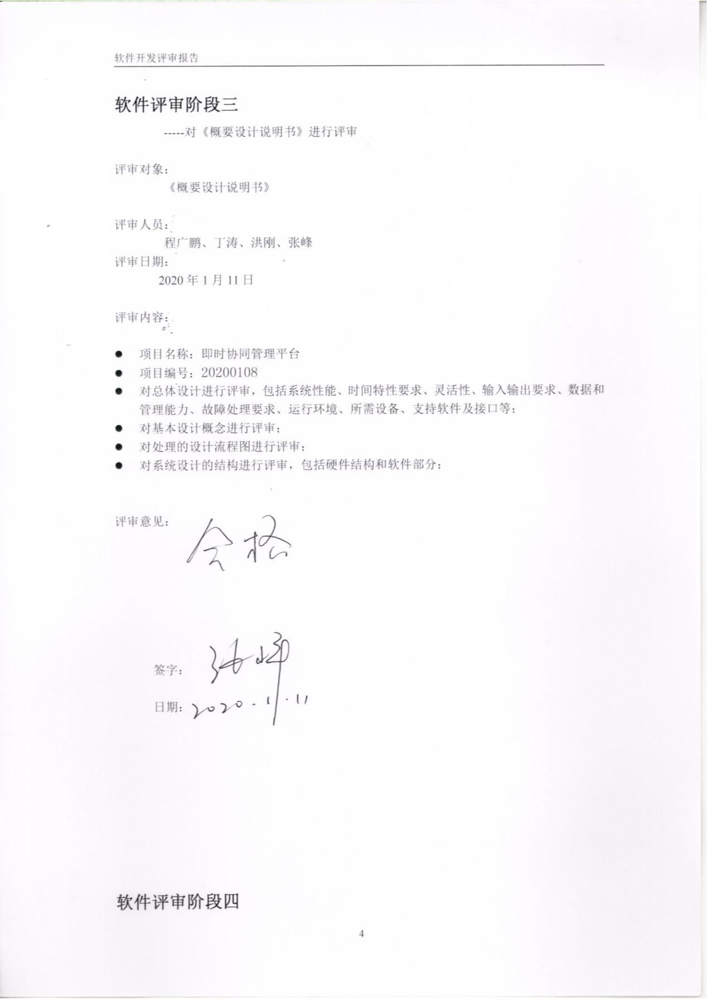 软件开发评审报告
软件评审阶段三
-----对《概要设计说明书》进行评审
评审对象：
《概要设计说明书》
评审人员：
程广鹏、丁涛、洪刚、张峰
评审日期：
2020 年 1 月 11 日
评审内容：
● 项目名称：即时协同管理平台
● 项目编号：20200108
● 对总体设计进行评审，包括系统性能、时间特性要求、灵活性、输入输出要求、数据和
管理能力、故障处理要求、运行环境、所需设备、支持软件及接口等；
● 对基本设计概念进行评审；
● 对处理的设计流程图进行评审；
● 对系统设计的结构进行评审，包括硬件结构和软件部分；
评审意见：
合格
签字：张峰
日期：2020.1.11
软件评审阶段四
4